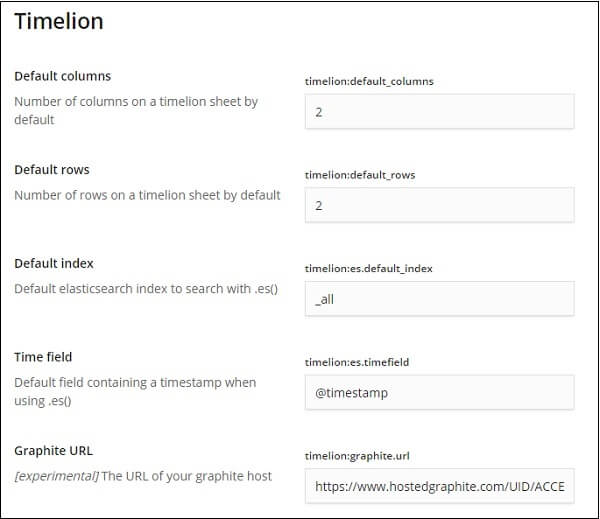 Timelion
Default columns
Number of columns on a timelion sheet by
default
timelion:default_columns
2
Default rows
Number of rows on a timelion sheet by default
timelion:default_rows
2
Default index
Default elasticsearch index to search with .es()
timelion:es.default_index
_all
Time field
Default field containing a timestamp when
using .es()
timelion:es.timefield
@timestamp
Graphite URL
[experimental] The URL of your graphite host
timelion:graphite.url
https://www.hostedgraphite.com/UID/ACCE